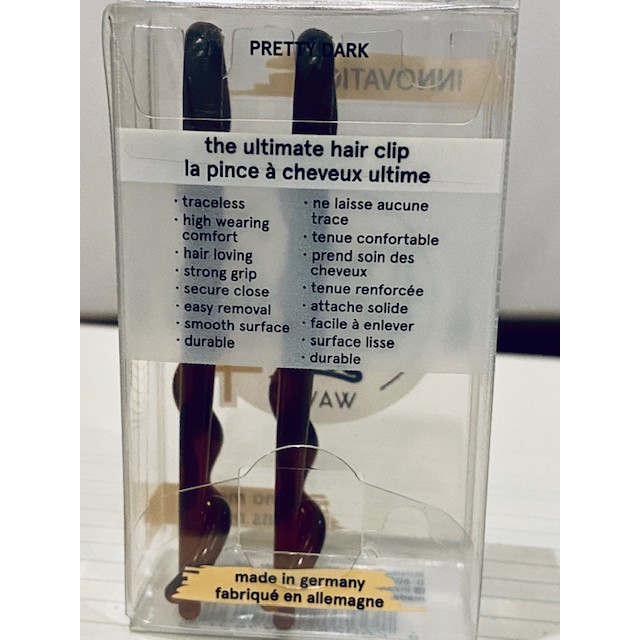 PRETTY DARK
the ultimate hair clip
la pince à cheveux ultime
· traceless
· high wearing
comfort
· hair loving
· strong grip
· secure close
· easy removal
· smooth surface
· durable
· ne laisse aucune
trace
· tenue confortable
· prend soin des
cheveux
· tenue renforcée
· attache solide
· facile à enlever
· surface lisse
· durable
made in germany
fabriqué en allemagne